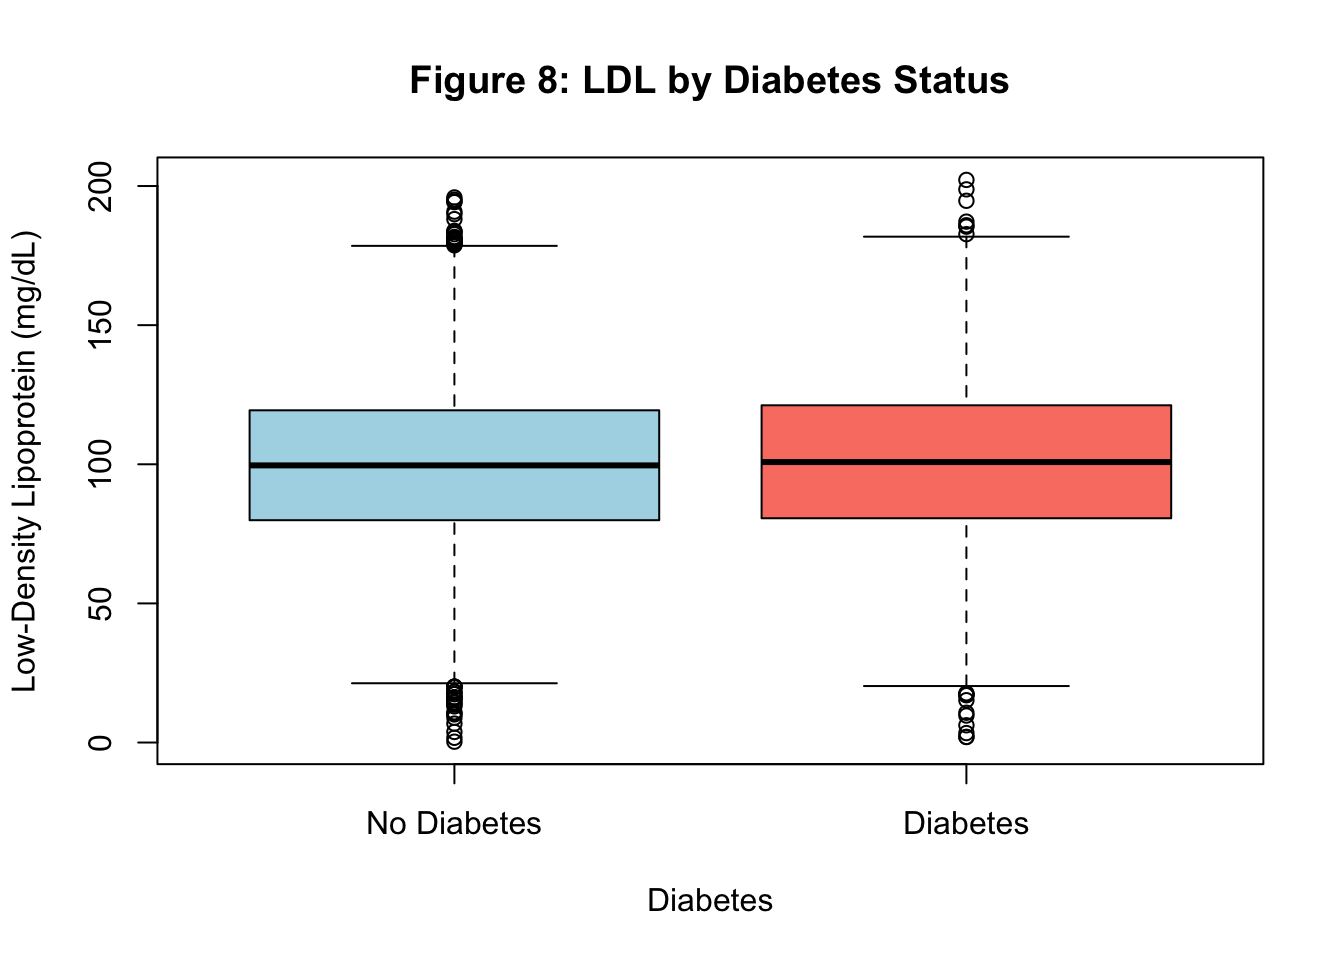 Figure 8: LDL by Diabetes Status
Low-Density Lipoprotein (mg/dL)
200
150
100
50
0
No Diabetes
Diabetes
Diabetes